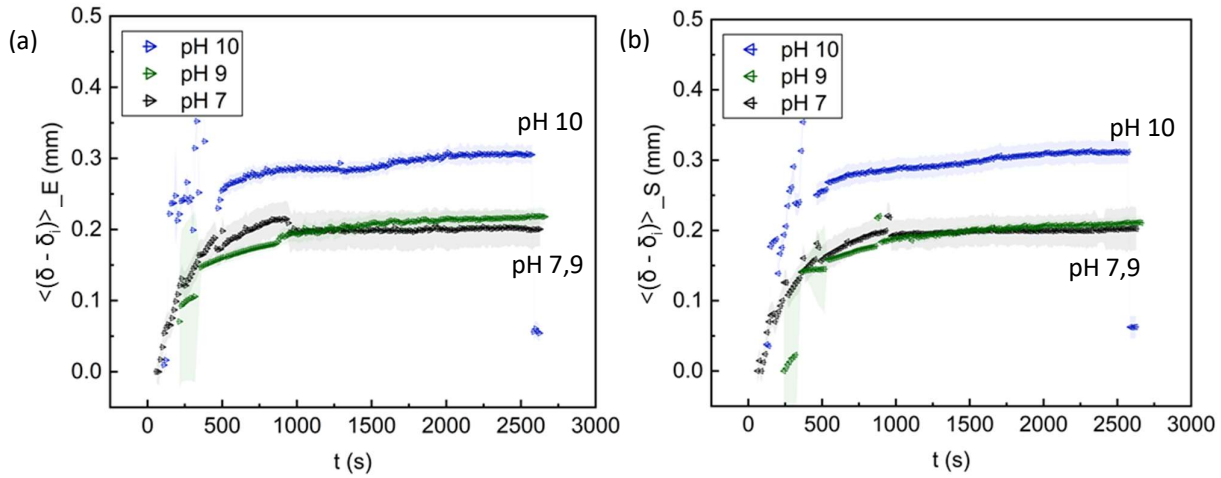 (a)
pH 10
pH 9
pH 7
pH 10
pH 7,9
<(δ - δi)>_E (mm)
0.5
0.4
0.3
0.2
0.1
0.0
0 500 1000 1500 2000 2500 3000
t (s)
(b)
pH 10
pH 9
pH 7
pH 10
pH 7,9
<(δ - δi)>_S (mm)
0.5
0.4
0.3
0.2
0.1
0.0
0 500 1000 1500 2000 2500 3000
t (s)